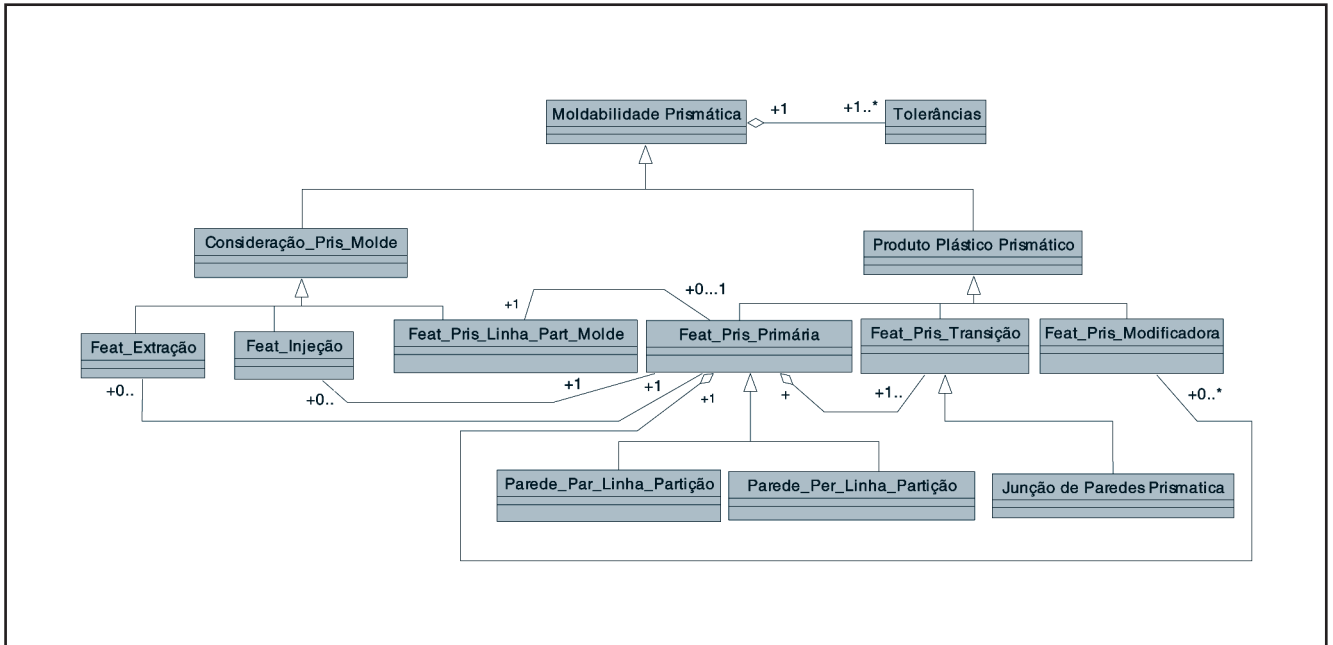 Moldabilidade Prismática
+1
+1..*
Tolerâncias
Consideração_Pris_Molde
Produto Plástico Prismático
+1
+0...1
Feat_Extração
Feat_Injeção
Feat_Pris_Linha_Part_Molde
Feat_Pris_Primária
Feat_Pris_Transição
Feat_Pris_Modificadora
+0..
+0..
+1
+1
+1
+
+1..
+0..*
Parede_Par_Linha_Partição
Parede_Per_Linha_Partição
Junção de Paredes Prismatica